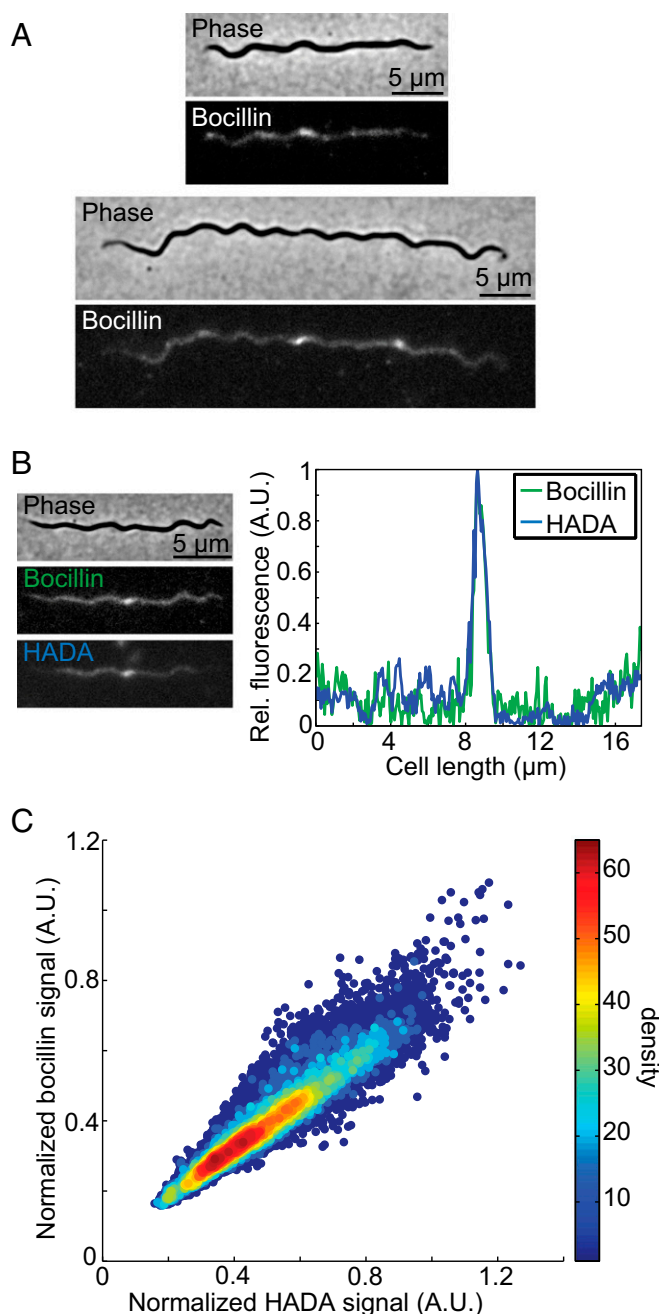 A
Phase
5 µm
Bocillin
Phase
5 µm
Bocillin
B
Phase
5 µm
Bocillin
HADA
Rel. fluorescence (A.U.)
1
0.8
0.6
0.4
0.2
0
0
4
8
12
16
Cell length (µm)
Bocillin
HADA
C
Normalized bocillin signal (A.U.)
1.2
0.8
0.4
0
0
0.4
0.8
1.2
Normalized HADA signal (A.U.)
60
50
40
30
20
10
density